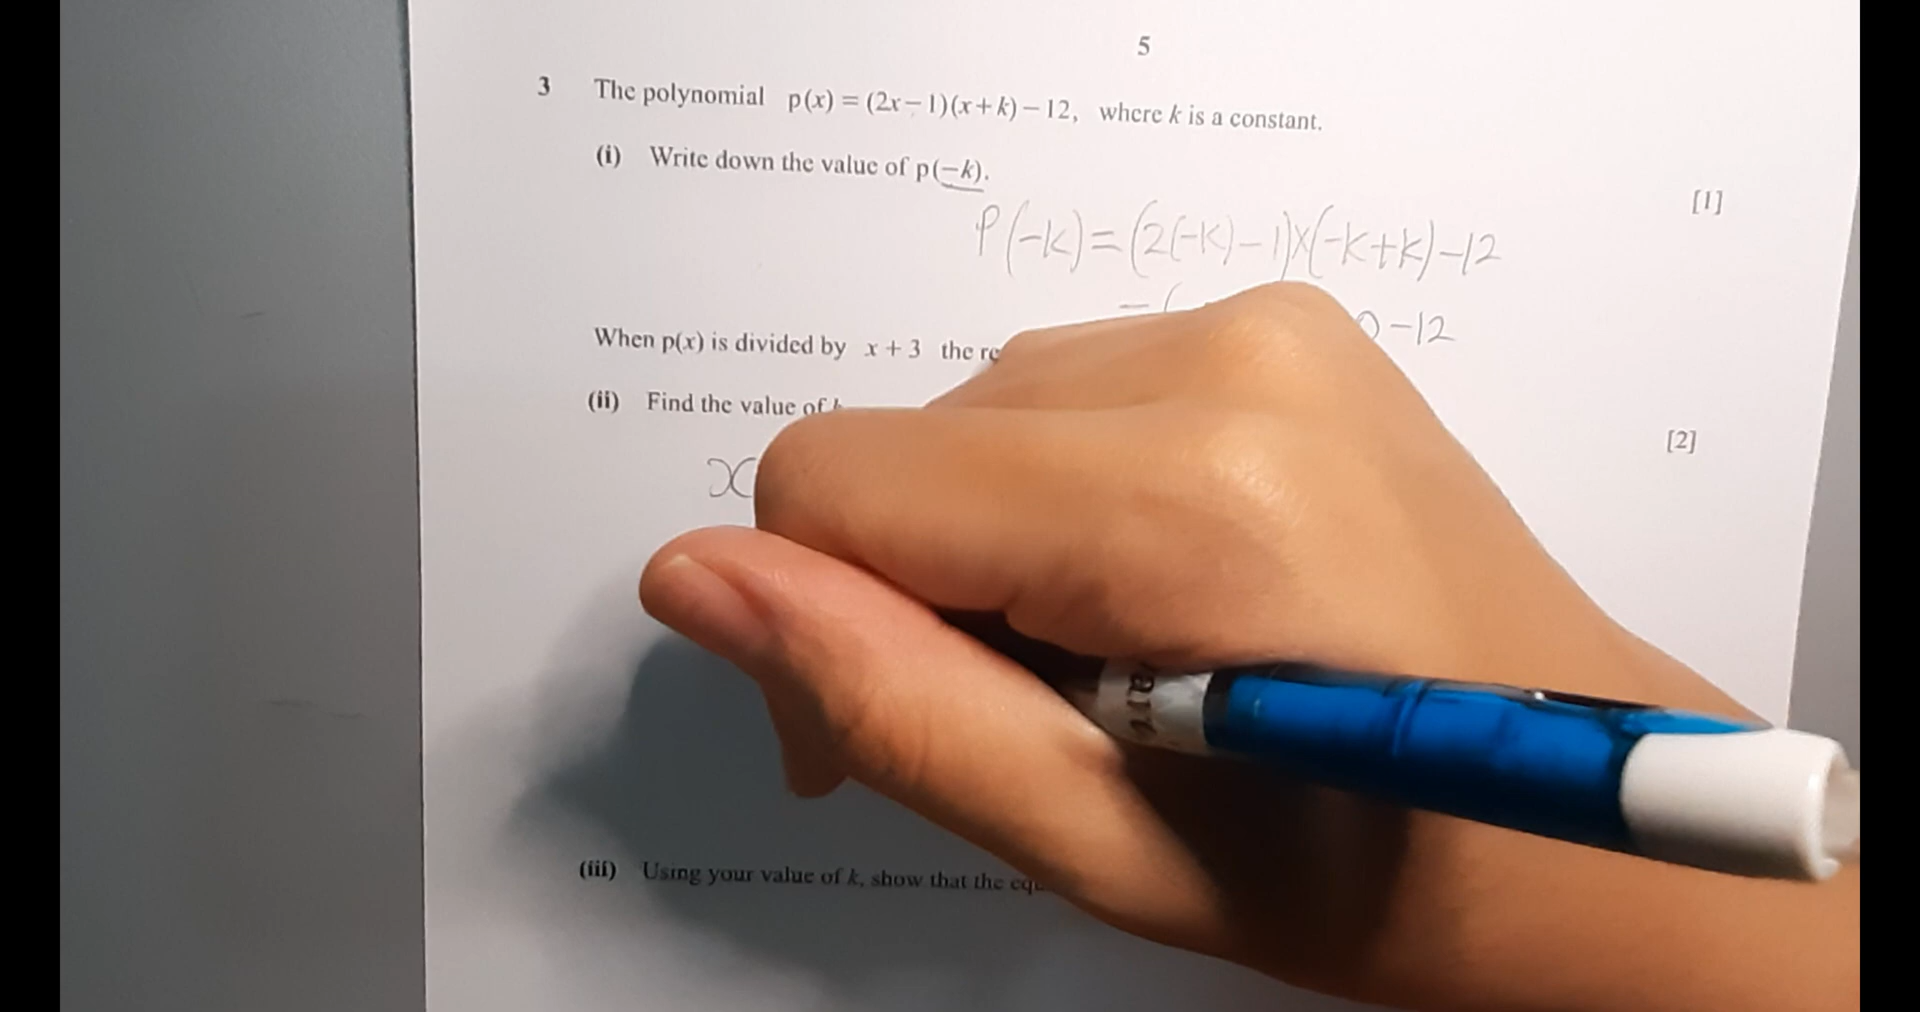 5
3 The polynomial p(x) = (2x − 1)(x + k) − 12, where k is a constant.
(i) Write down the value of p(−k).
[1]
P(-k)=(2(-k)-1)×(-k+k)-12
-12
When p(x) is divided by x + 3 the
(ii) Find the value of
[2]
x
(iii) Using your value of k, show that the